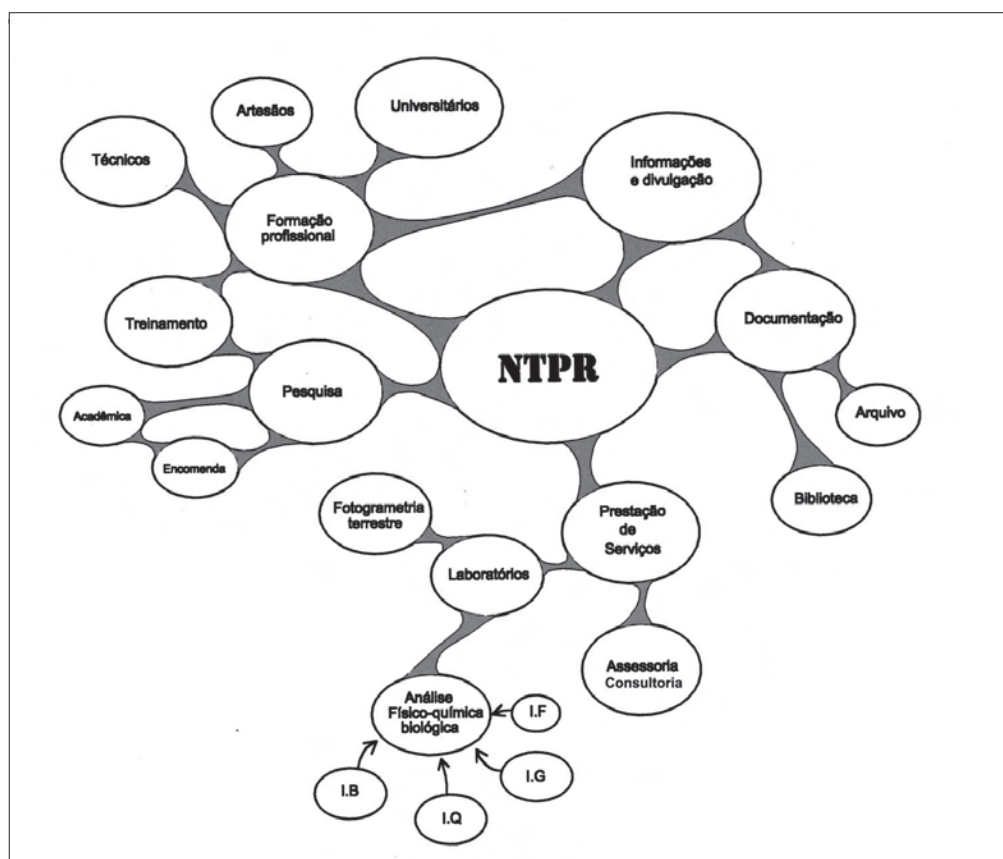 Artesãos
Universitários
Técnicos
Informações
e divulgação
Formação
profissional
Treinamento
Documentação
NTPR
Pesquisa
Acadêmica
Arquivo
Encomenda
Biblioteca
Fotogrametria
terrestre
Prestação
de
Serviços
Laboratórios
Assessoria
Consultoria
Análise
Físico-química
biológica
I.F
I.G
I.B
I.Q